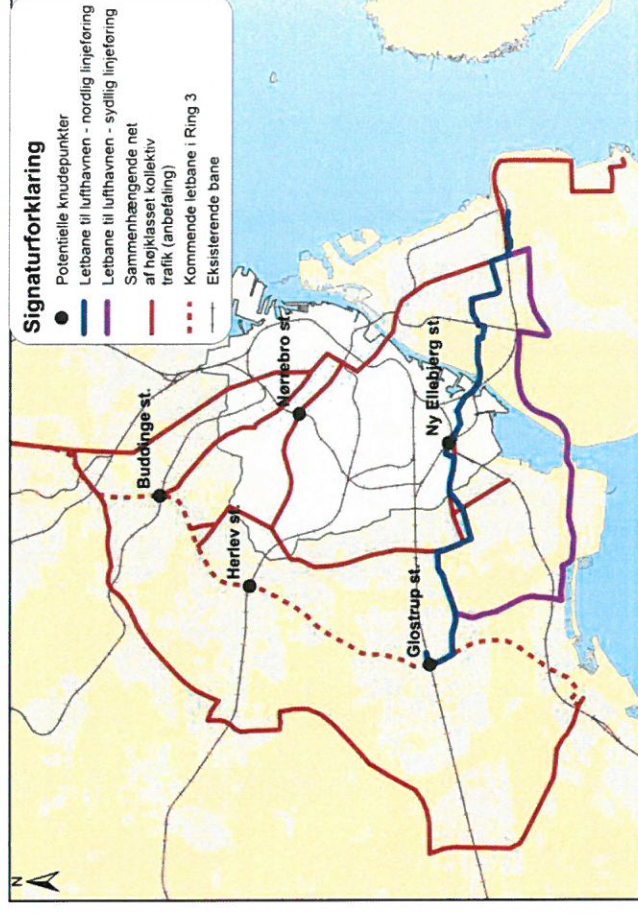 N
Signaturforklaring
Potentielle knudepunkter
Letbane til lufthavnen - nordlig linjeføring
Letbane til lufthavnen - sydllig linjeføring
Sammenhængende net
af højklasset kollektiv
trafik (anbefaling)
Kommende letbane i Ring 3
Eksisterende bane
Buddinge st.
Nørrebro st.
Herlev st.
Ny Ellebjerg st.
Glostrup st.